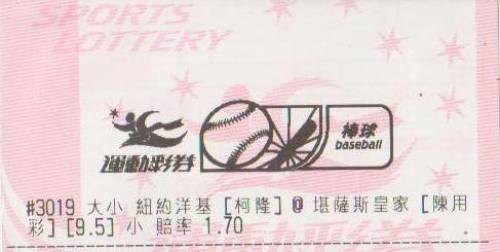 SPORTS
LOTTERY
運動彩券
棒球
baseball
#3019 大小 紐約洋基 [柯隆] @ 堪薩斯皇家 [陳用
彩] [9.5] 小 賠率 1.70